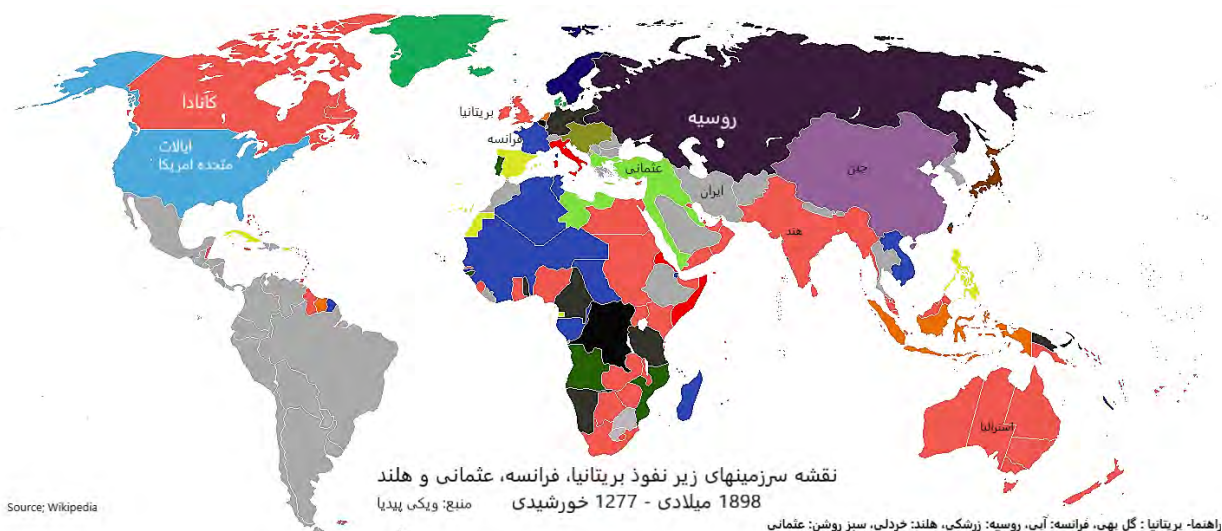 کانادا
ایالات
متحده امریکا
بریتانیا
فرانسه
روسیه
عثمانی
ایران
چین
هند
استرالیا
نقشه سرزمینهای زیر نفوذ بریتانیا، فرانسه، عثمانی و هلند
1898 میلادی - 1277 خورشیدی
منبع: ویکی پیدیا
Source; Wikipedia
راهنما- بریتانیا : گل بهی، فرانسه: آبی، روسیه: زرشکی، هلند: خردلی، سبز روشن: عثمانی